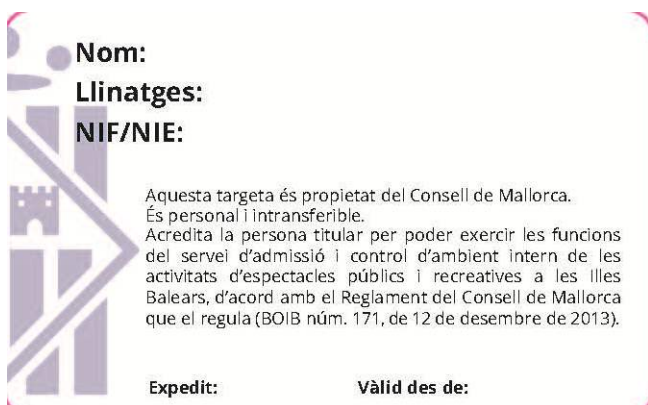 Nom:
Llinatges:
NIF/NIE:
Aquesta targeta és propietat del Consell de Mallorca.
És personal i intransferible.
Acredita la persona titular per poder exercir les funcions
del servei d'admissió i control d'ambient intern de les
activitats d'espectacles públics i recreatives a les Illes
Balears, d'acord amb el Reglament del Consell de Mallorca
que el regula (BOIB núm. 171, de 12 de desembre de 2013).
Expedit: Vàlid des de: